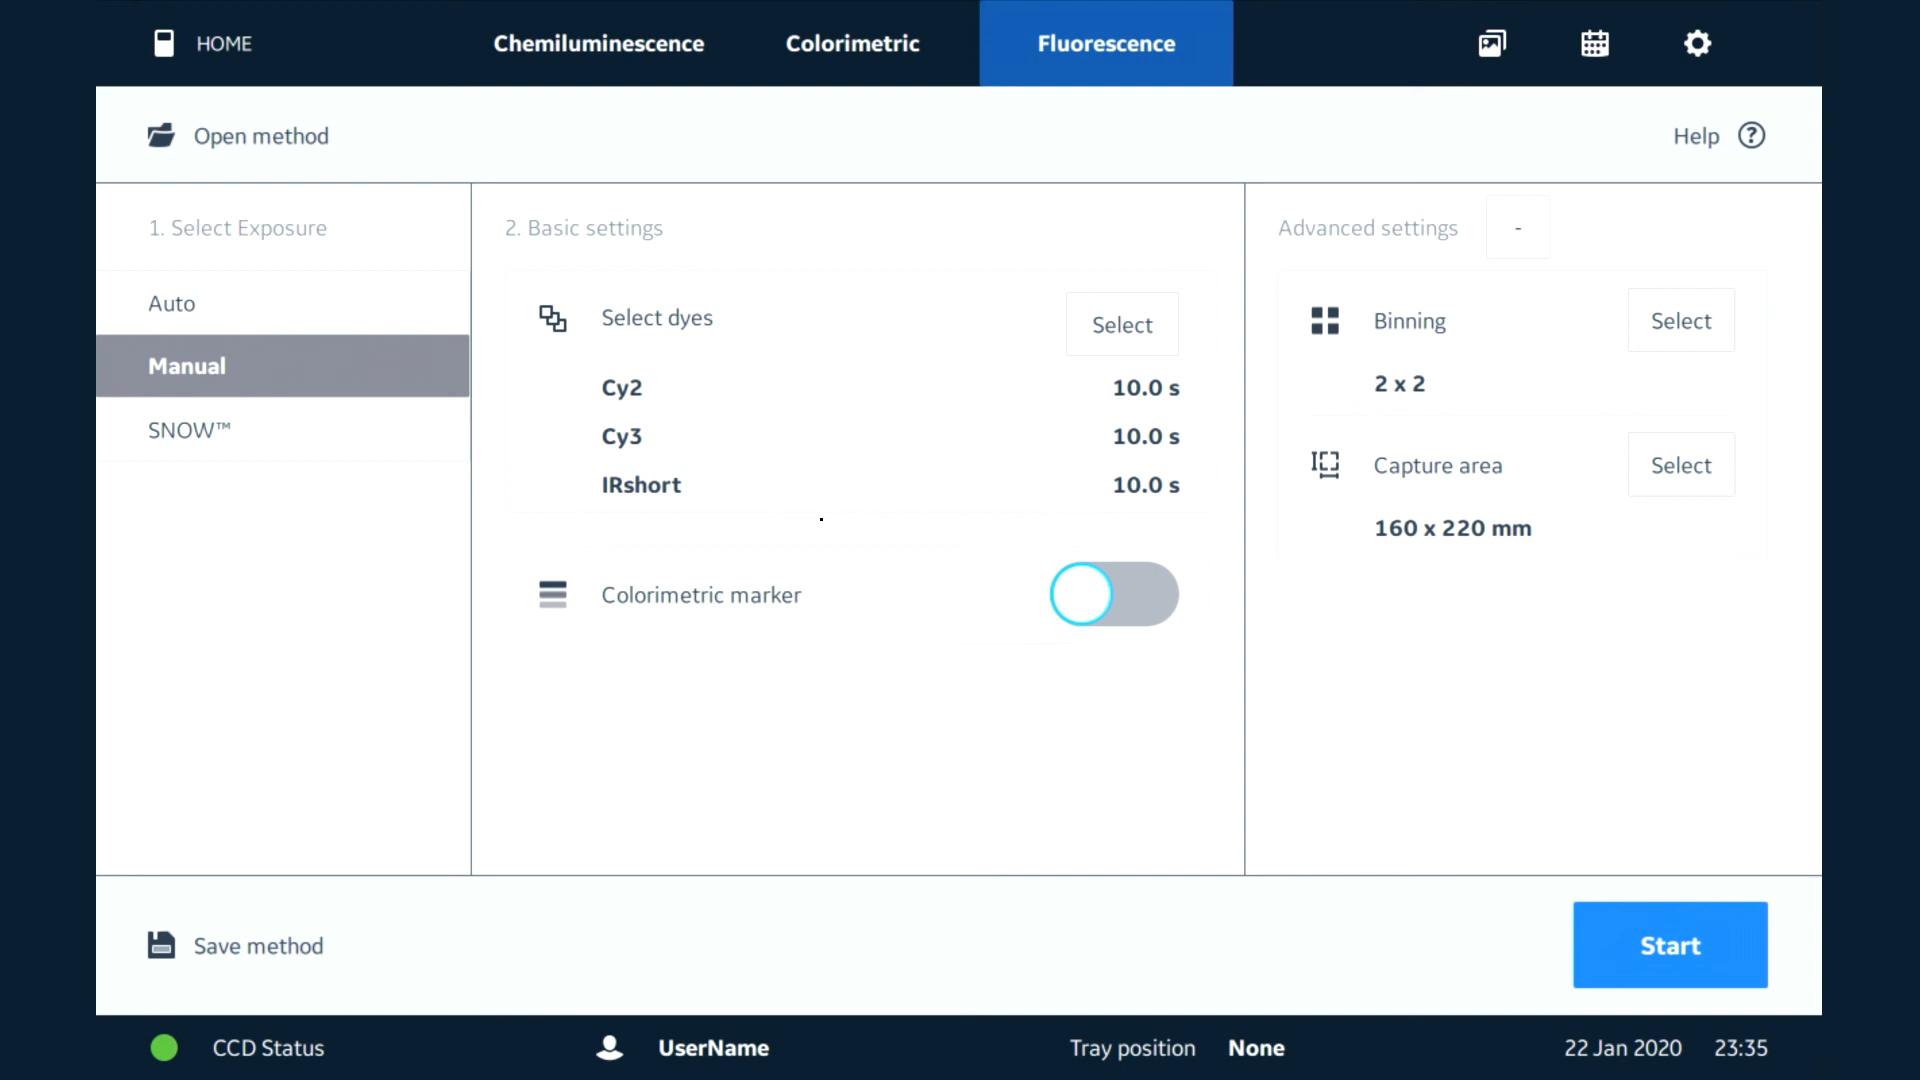 HOME
Chemiluminescence
Colorimetric
Fluorescence
Open method
Help ?
1. Select Exposure
Auto
Manual
SNOW™
2. Basic settings
Select dyes
Select
Cy2 10.0 s
Cy3 10.0 s
IRshort 10.0 s
Colorimetric marker
Advanced settings -
Binning
Select
2 x 2
Capture area
Select
160 x 220 mm
Save method
Start
CCD Status
UserName
Tray position None
22 Jan 2020 23:35